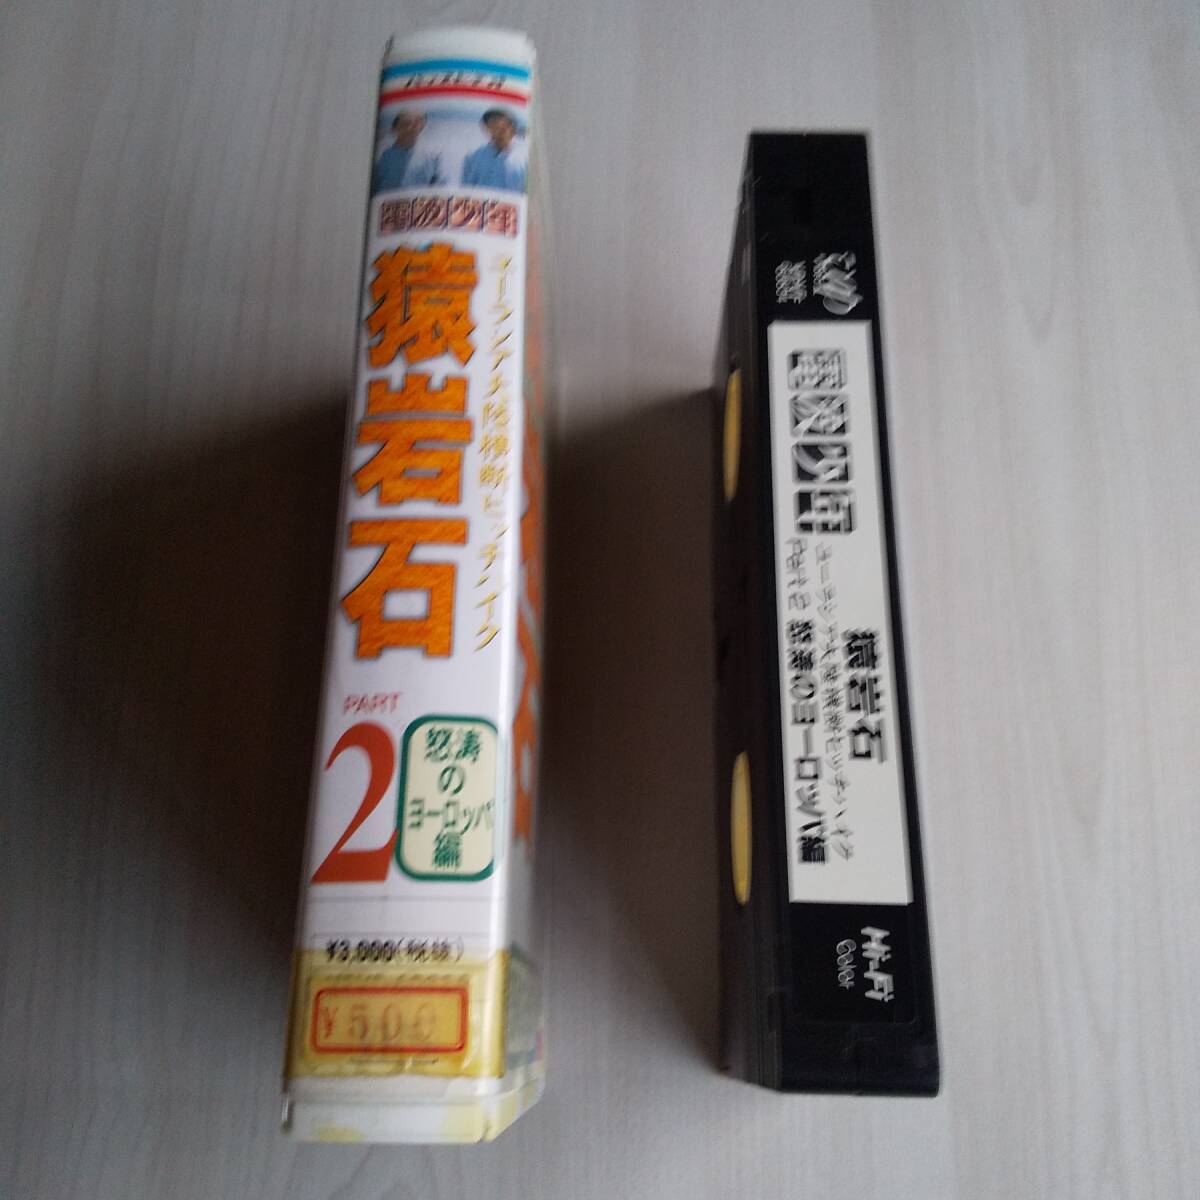 電波少年
猿岩石
ユーラシア大陸横断ヒッチハイク
PART
2
怒涛
の
ヨーロッパ
編
¥3,000(税抜)
¥500
VHS
電波少年
猿岩石
ユーラシア大陸横断ヒッチハイク
Part 2 怒涛のヨーロッパ編
Hi-Fi
Color